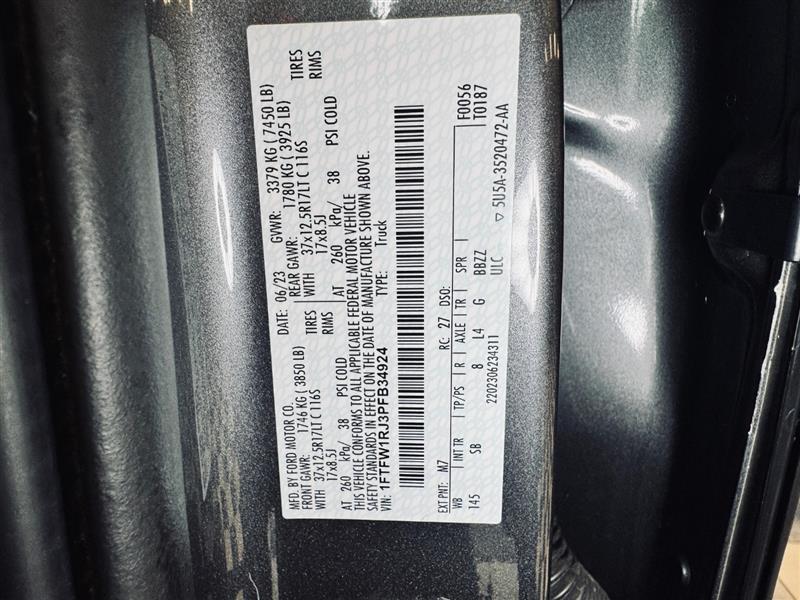 MFD. BY FORD MOTOR CO. DATE: 06/23 GVWR: 3379 KG ( 7450 LB)
FRONT GAWR: 1746 KG ( 3850 LB) REAR GAWR: 1780 KG ( 3925 LB)
WITH 37x12.5R17LT C 116S TIRES WITH 37x12.5R17LT C 116S TIRES
17x8.5J RIMS 17x8.5J RIMS
AT 260 kPa/ 38 PSI COLD AT 260 kPa/ 38 PSI COLD
THIS VEHICLE CONFORMS TO ALL APPLICABLE FEDERAL MOTOR VEHICLE
SAFETY STANDARDS IN EFFECT ON THE DATE OF MANUFACTURE SHOWN ABOVE.
VIN: 1FTFW1RJ3PFB34924 TYPE: Truck
EXT PNT: M7 RC: 27 DSO: F0056
WB INT TR TP/PS R AXLE TR SPR T0187
145 SB 8 L4 G BBZZ
2202306234311 ULC ▽ 5U5A-3520472-AA